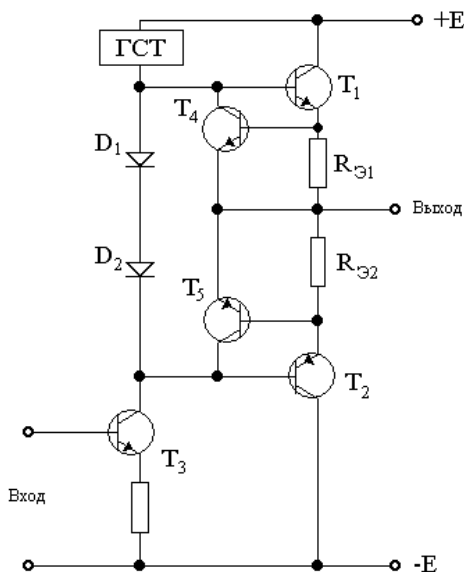 +E
ГСТ
T₁
T₄
D₁
RЭ1
Выход
D₂
RЭ2
T₅
T₂
T₃
Вход
-E